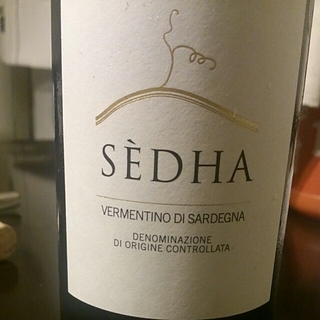 SÈDHA
VERMENTINO DI SARDEGNA
DENOMINAZIONE
DI ORIGINE CONTROLLATA